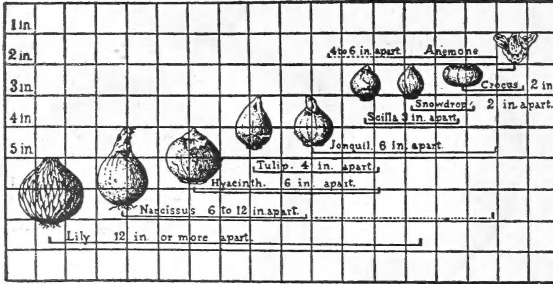 1 in.
2 in.
4 to 6 in. apart Anemone
3 in.
Crocus 2 in
Snowdrop 2 in. apart.
Scilla 3 in. apart.
4 in.
5 in.
Jonquil. 6 in. apart.
Tulip. 4 in. apart.
Hyacinth. 6 in. apart.
Narcissus 6 to 12 in. apart.
Lily 12 in. or more apart.